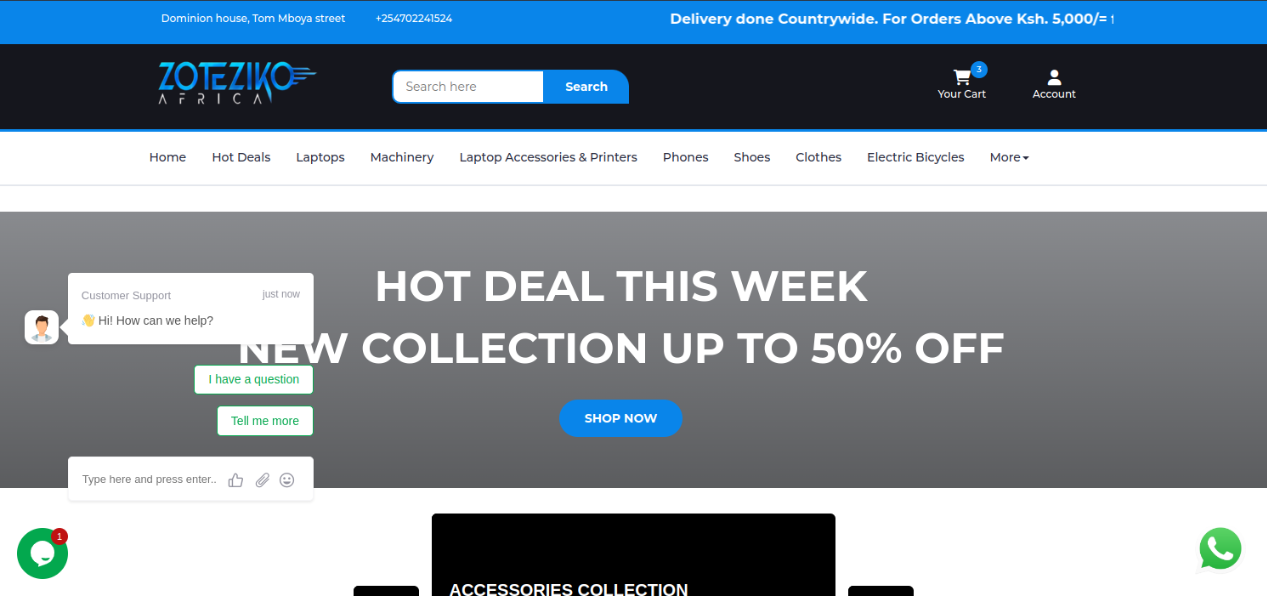 Dominion house, Tom Mboya street +254702241524 Delivery done Countrywide. For Orders Above Ksh. 5,000/=
ZOTEZIKO
AFRICA
Search here Search
3
Your Cart Account
Home Hot Deals Laptops Machinery Laptop Accessories & Printers Phones Shoes Clothes Electric Bicycles More
HOT DEAL THIS WEEK
Customer Support just now
👋 Hi! How can we help?
NEW COLLECTION UP TO 50% OFF
I have a question
SHOP NOW
Tell me more
Type here and press enter..
1
ACCESSORIES COLLECTION